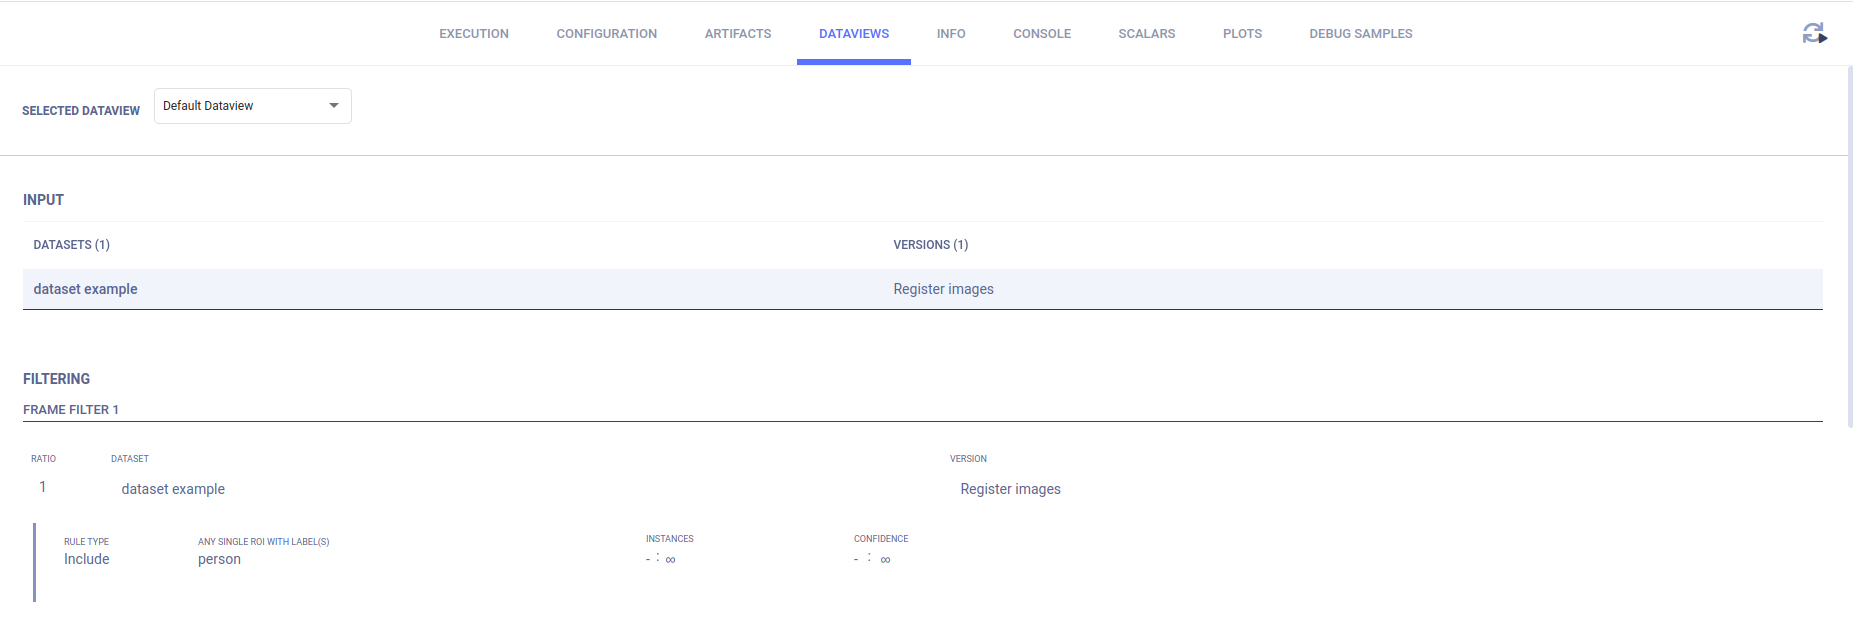 EXECUTION CONFIGURATION ARTIFACTS DATAVIEWS INFO CONSOLE SCALARS PLOTS DEBUG SAMPLES
SELECTED DATAVIEW Default Dataview
INPUT
DATASETS (1) VERSIONS (1)
dataset example Register images
FILTERING
FRAME FILTER 1
RATIO DATASET VERSION
1 dataset example Register images
RULE TYPE ANY SINGLE ROI WITH LABEL(S) INSTANCES CONFIDENCE
Include person - : ∞ - : ∞